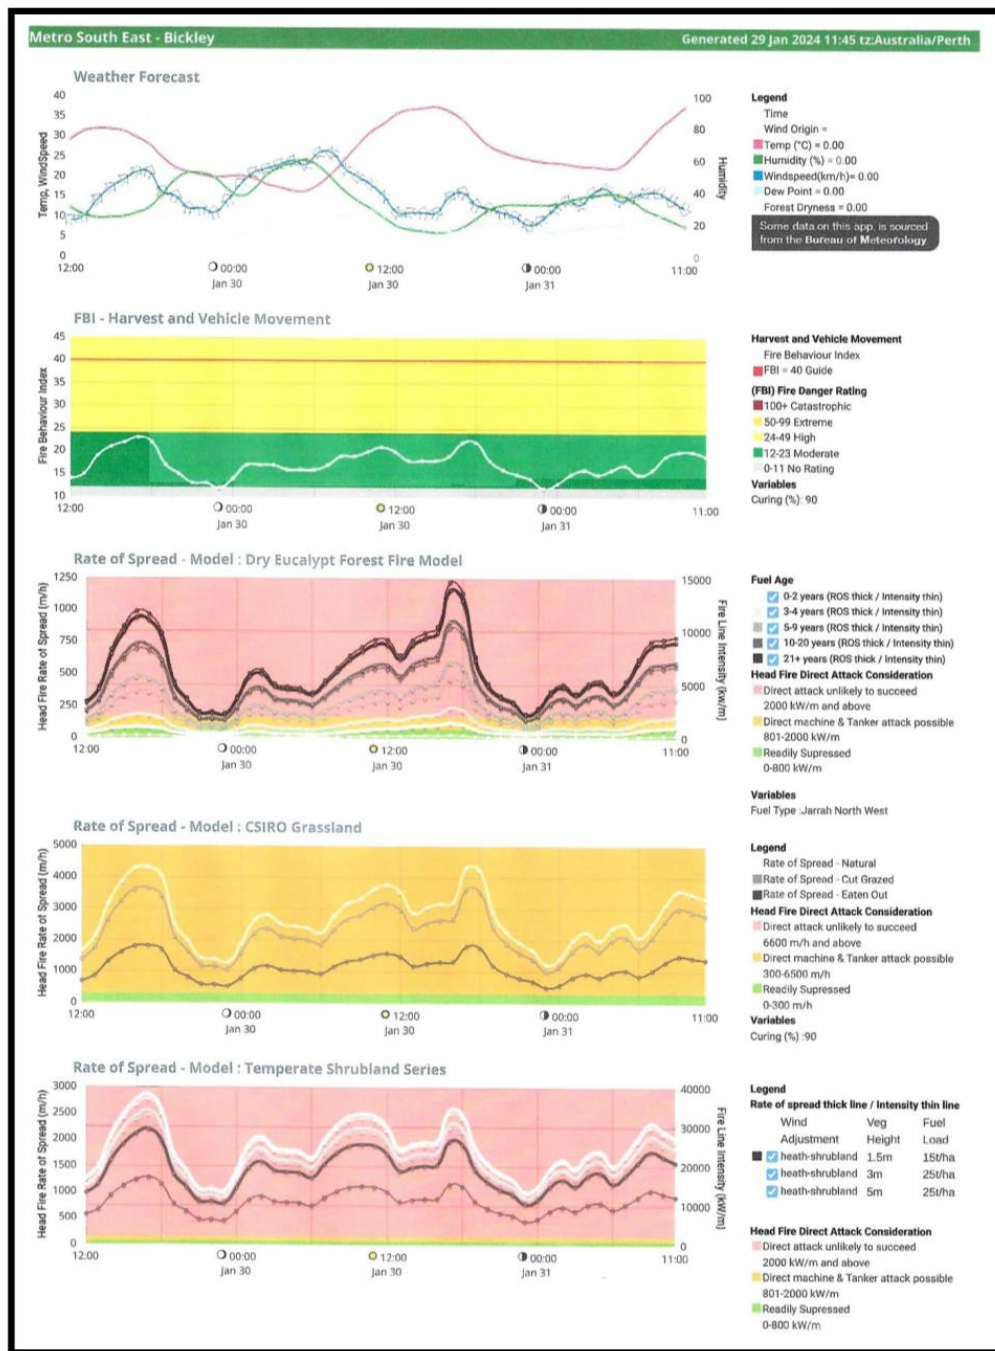 Metro South East - Bickley
Generated 29 Jan 2024 11:45 tz:Australia/Perth
Weather Forecast
Temp, WindSpeed
40
35
30
25
20
15
10
5
0
100
80
60
40
20
0
Humidity
12:00
00:00
Jan 30
12:00
Jan 30
00:00
Jan 31
11:00
Legend
Time
Wind Origin =
Temp (°C) = 0.00
Humidity (%) = 0.00
Windspeed(km/h)= 0.00
Dew Point = 0.00
Forest Dryness = 0.00
Some data on this app. is sourced
from the Bureau of Meteorology
FBI - Harvest and Vehicle Movement
Fire Behaviour Index
45
40
35
30
25
20
15
10
12:00
00:00
Jan 30
12:00
Jan 30
00:00
Jan 31
11:00
Harvest and Vehicle Movement
Fire Behaviour Index
FBI = 40 Guide
(FBI) Fire Danger Rating
100+ Catastrophic
50-99 Extreme
24-49 High
12-23 Moderate
0-11 No Rating
Variables
Curing (%): 90
Rate of Spread - Model : Dry Eucalypt Forest Fire Model
Head Fire Rate of Spread (m/h)
1250
1000
750
500
250
0
15000
10000
5000
0
Fire Line Intensity (kw/m)
12:00
00:00
Jan 30
12:00
Jan 30
00:00
Jan 31
11:00
Fuel Age
0-2 years (ROS thick / Intensity thin)
3-4 years (ROS thick / Intensity thin)
5-9 years (ROS thick / Intensity thin)
10-20 years (ROS thick / Intensity thin)
21+ years (ROS thick / Intensity thin)
Head Fire Direct Attack Consideration
Direct attack unlikely to succeed
2000 kW/m and above
Direct machine & Tanker attack possible
801-2000 kW/m
Readily Supressed
0-800 kW/m
Variables
Fuel Type :Jarrah North West
Rate of Spread - Model : CSIRO Grassland
Head Fire Rate of Spread (m/h)
5000
4000
3000
2000
1000
0
12:00
00:00
Jan 30
12:00
Jan 30
00:00
Jan 31
11:00
Legend
Rate of Spread - Natural
Rate of Spread - Cut Grazed
Rate of Spread - Eaten Out
Head Fire Direct Attack Consideration
Direct attack unlikely to succeed
6600 m/h and above
Direct machine & Tanker attack possible
300-6500 m/h
Readily Supressed
0-300 m/h
Variables
Curing (%) :90
Rate of Spread - Model : Temperate Shrubland Series
Head Fire Rate of Spread (m/h)
3000
2500
2000
1500
1000
500
0
40000
30000
20000
10000
0
Fire Line Intensity (kW/m)
12:00
00:00
Jan 30
12:00
Jan 30
00:00
Jan 31
11:00
Legend
Rate of spread thick line / Intensity thin line
Wind Veg Fuel
Adjustment Height Load
heath-shrubland 1.5m 15t/ha
heath-shrubland 3m 25t/ha
heath-shrubland 5m 25t/ha
Head Fire Direct Attack Consideration
Direct attack unlikely to succeed
2000 kW/m and above
Direct machine & Tanker attack possible
801-2000 kW/m
Readily Supressed
0-800 kW/m